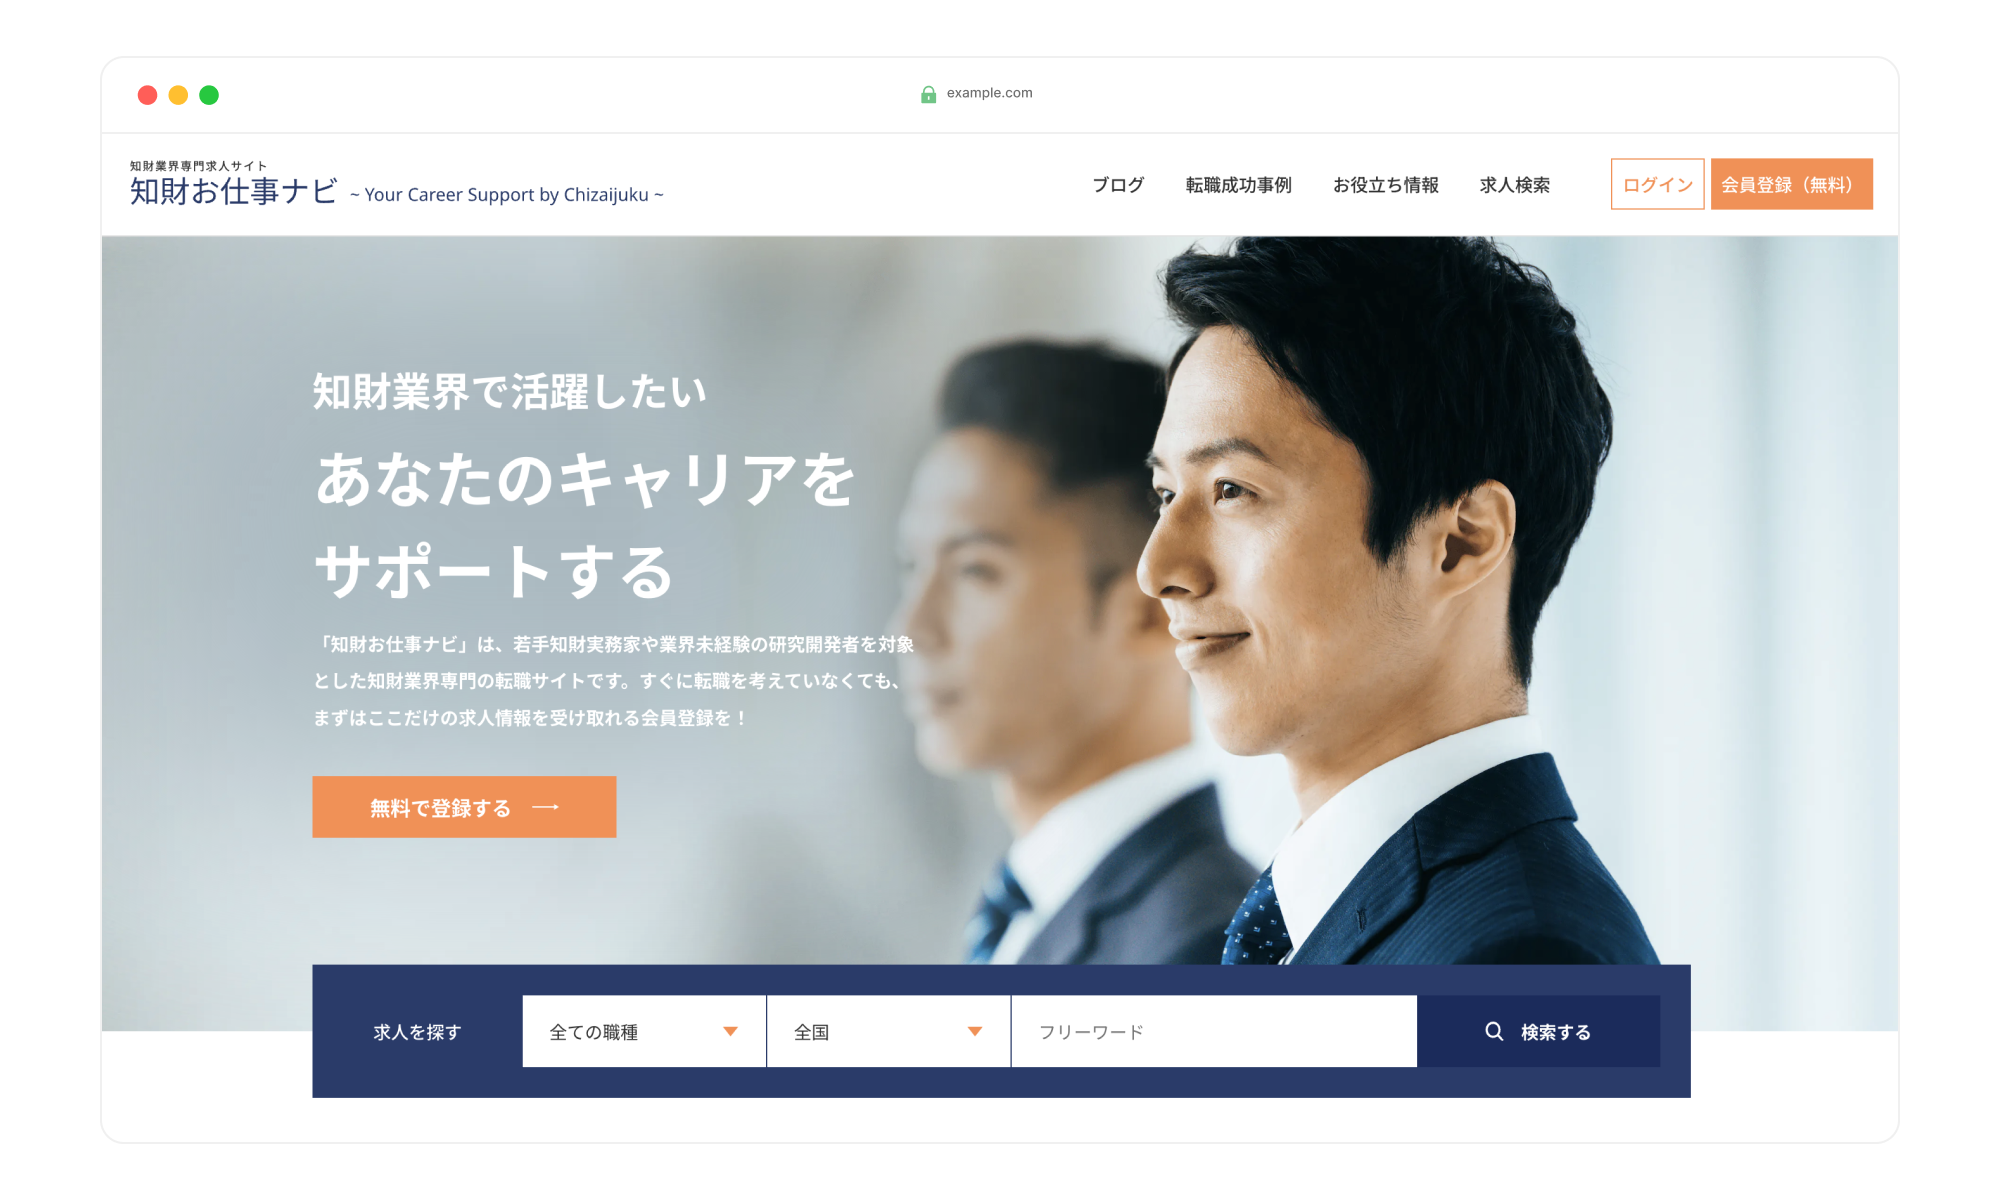 example.com
知財業界専門求人サイト
知財お仕事ナビ ~ Your Career Support by Chizaijuku ~
ブログ 転職成功事例 お役立ち情報 求人検索 ログイン 会員登録（無料）
知財業界で活躍したい
あなたのキャリアを
サポートする
「知財お仕事ナビ」は、若手知財実務家や業界未経験の研究開発者を対象
とした知財業界専門の転職サイトです。すぐに転職を考えていなくても、
まずはここだけの求人情報を受け取れる会員登録を！
無料で登録する
求人を探す 全ての職種 全国 フリーワード 検索する